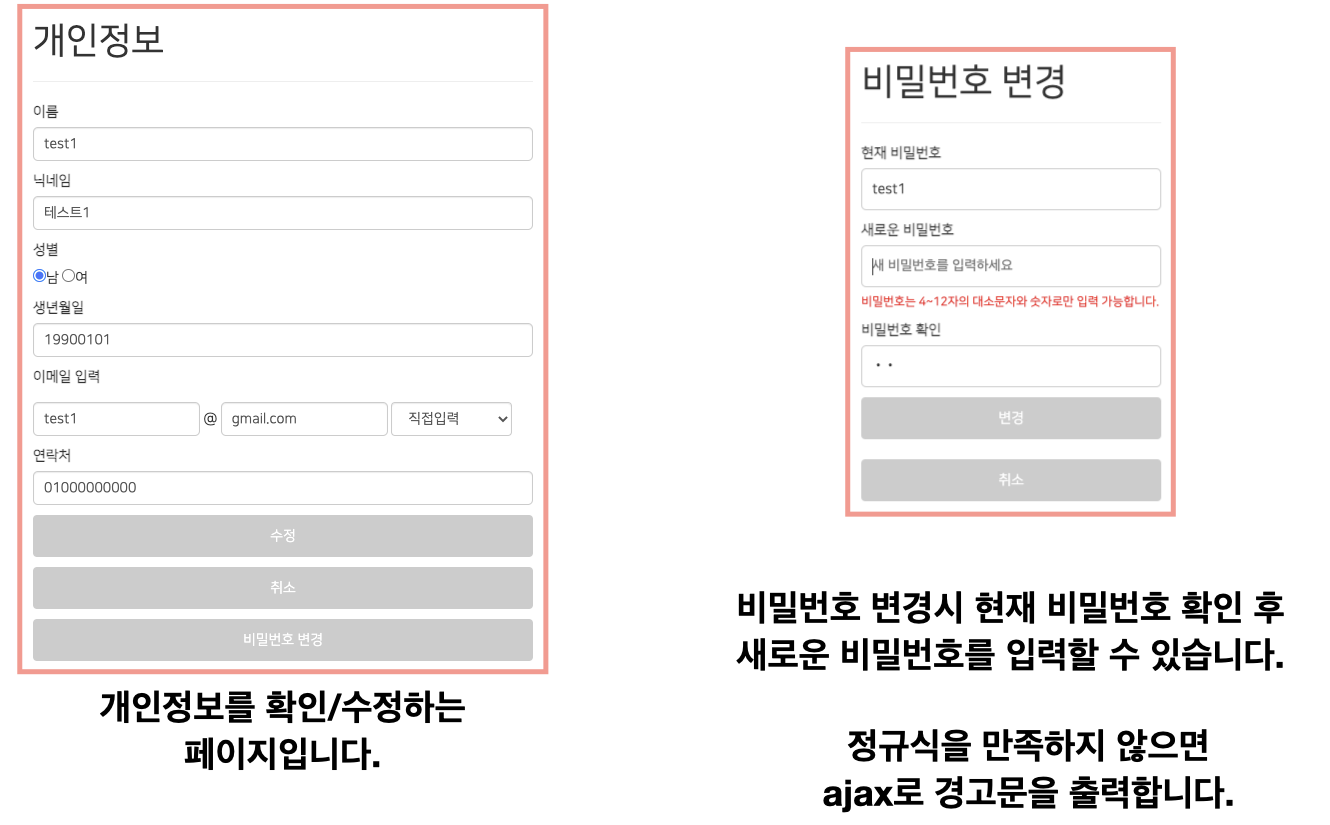 개인정보
이름
test1
닉네임
테스트1
성별
남 여
생년월일
19900101
이메일 입력
test1 @ gmail.com 직접입력
연락처
01000000000
수정
취소
비밀번호 변경
개인정보를 확인/수정하는
페이지입니다.
비밀번호 변경
현재 비밀번호
test1
새로운 비밀번호
새 비밀번호를 입력하세요
비밀번호는 4~12자의 대소문자와 숫자로만 입력 가능합니다.
비밀번호 확인
변경
취소
비밀번호 변경시 현재 비밀번호 확인 후
새로운 비밀번호를 입력할 수 있습니다.
정규식을 만족하지 않으면
ajax로 경고문을 출력합니다.